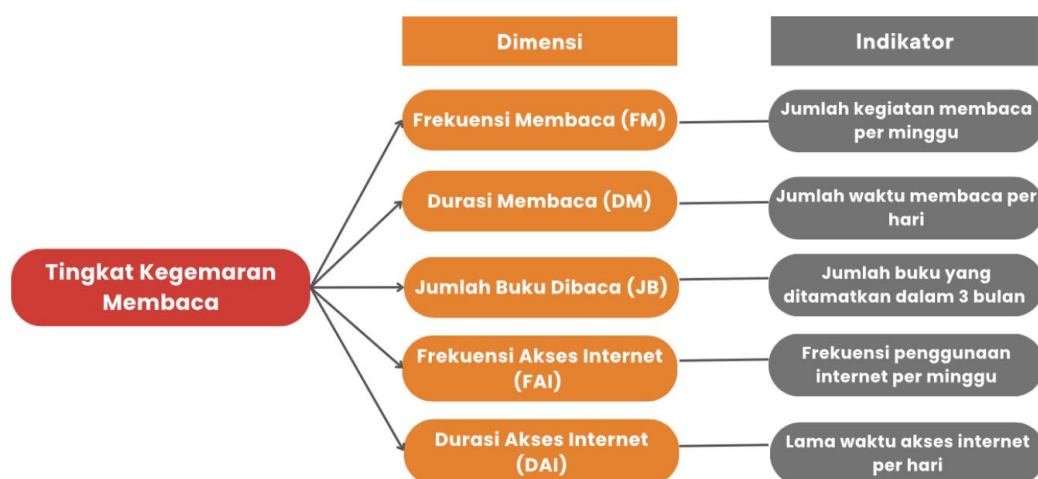 Dimensi
Indikator
Tingkat Kegemaran
Membaca
Frekuensi Membaca (FM)
Jumlah kegiatan membaca
per minggu
Durasi Membaca (DM)
Jumlah waktu membaca per
hari
Jumlah Buku Dibaca (JB)
Jumlah buku yang
ditamatkan dalam 3 bulan
Frekuensi Akses Internet
(FAI)
Frekuensi penggunaan
internet per minggu
Durasi Akses Internet
(DAI)
Lama waktu akses internet
per hari